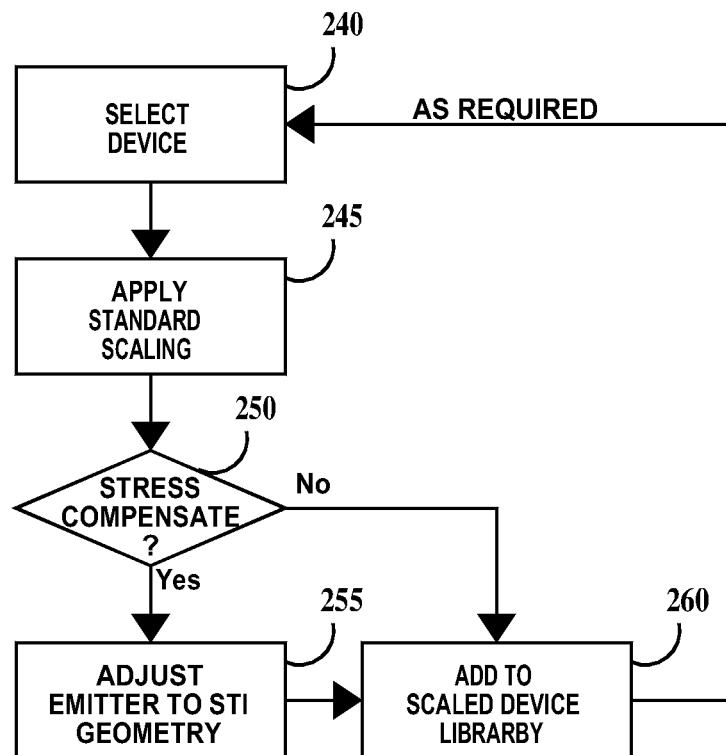 240
SELECT
DEVICE
AS REQUIRED
245
APPLY
STANDARD
SCALING
250
STRESS
COMPENSATE
?
No
Yes
255
ADJUST
EMITTER TO STI
GEOMETRY
260
ADD TO
SCALED DEVICE
LIBRARBY